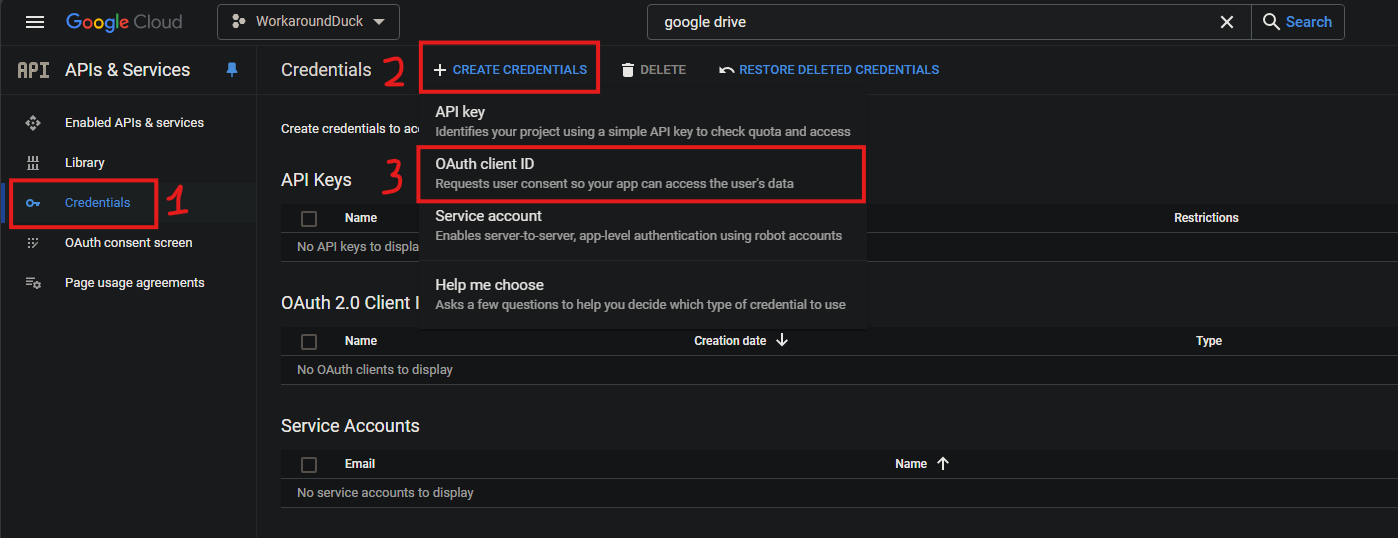 Google Cloud
WorkaroundDuck
google drive
Search
API
APIs & Services
Credentials
2
CREATE CREDENTIALS
DELETE
RESTORE DELETED CREDENTIALS
Enabled APIs & services
Library
Credentials
1
OAuth consent screen
Page usage agreements
API key
Identifies your project using a simple API key to check quota and access
3
OAuth client ID
Requests user consent so your app can access the user's data
Service account
Enables server-to-server, app-level authentication using robot accounts
Help me choose
Asks a few questions to help you decide which type of credential to use
Create credentials to acc
API Keys
Name
Restrictions
No API keys to displa
OAuth 2.0 Client I
Name
Creation date
Type
No OAuth clients to display
Service Accounts
Email
Name
No service accounts to display